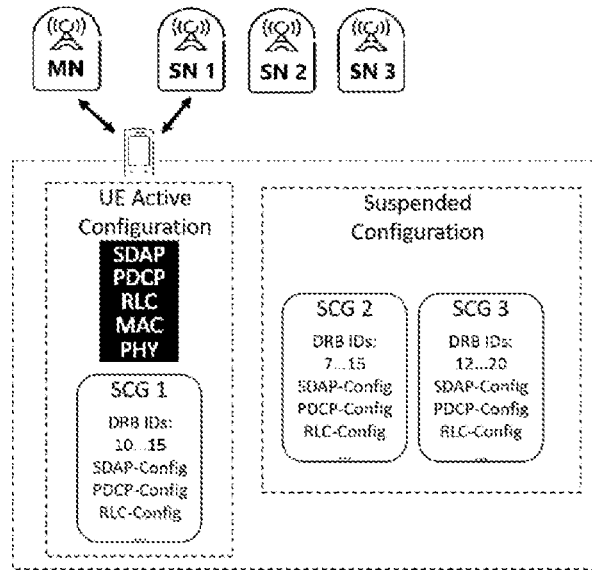 MN
SN 1
SN 2
SN 3
UE Active
Configuration
SDAP
PDCP
RLC
MAC
PHY
SCG 1
DRB IDs:
10...15
SDAP-Config
PDCP-Config
RLC-Config
...
Suspended
Configuration
SCG 2
DRB IDs:
7...15
SDAP-Config
PDCP-Config
RLC-Config
...
SCG 3
DRB IDs:
12...20
SDAP-Config
PDCP-Config
RLC-Config
...